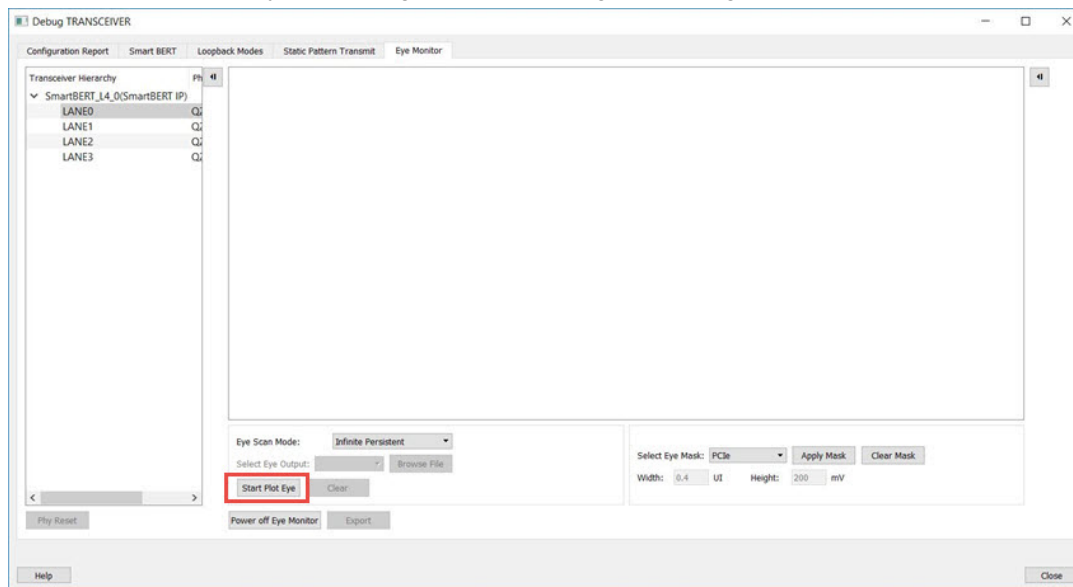 Debug TRANSCEIVER
Configuration Report Smart BERT Loopback Modes Static Pattern Transmit Eye Monitor
Transceiver Hierarchy Ph
SmartBERT_L4_0(SmartBERT IP)
LANE0
LANE1
LANE2
LANE3
Eye Scan Mode: Infinite Persistent
Select Eye Output: Browse File
Start Plot Eye Clear
Select Eye Mask: PCIe Apply Mask Clear Mask
Width: 0.4 UI Height: 200 mV
Phy Reset Power off Eye Monitor Export
Help Close